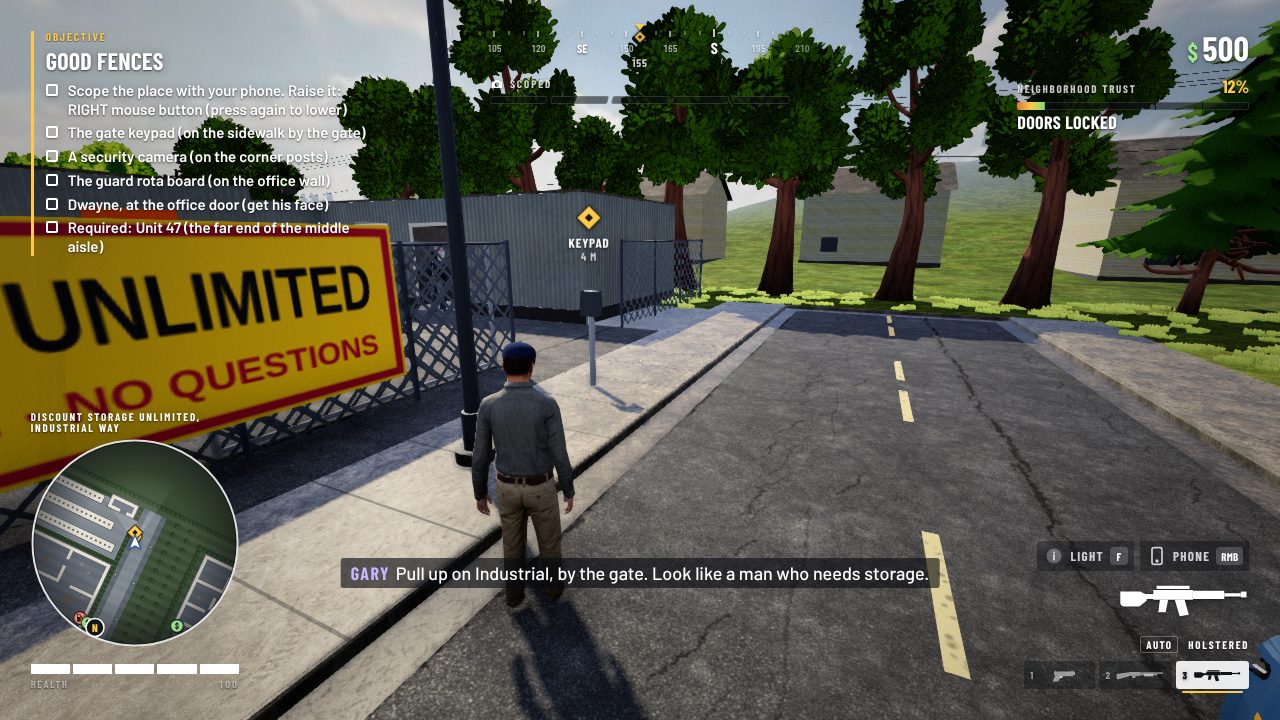 OBJECTIVE
GOOD FENCES
Scope the place with your phone. Raise it:
RIGHT mouse button (press again to lower)
The gate keypad (on the sidewalk by the gate)
A security camera (on the corner posts)
The guard rota board (on the office wall)
Dwayne, at the office door (get his face)
Required: Unit 47 (the far end of the middle
aisle)
105 120 SE 150 165 S 195 210
155
SCOPED
$ 500
NEIGHBORHOOD TRUST 12%
DOORS LOCKED
KEYPAD
4 M
UNLIMITED
NO QUESTIONS
DISCOUNT STORAGE UNLIMITED,
INDUSTRIAL WAY
N
$
GARY Pull up on Industrial, by the gate. Look like a man who needs storage.
LIGHT F PHONE RMB
AUTO HOLSTERED
1 2 3
HEALTH 100